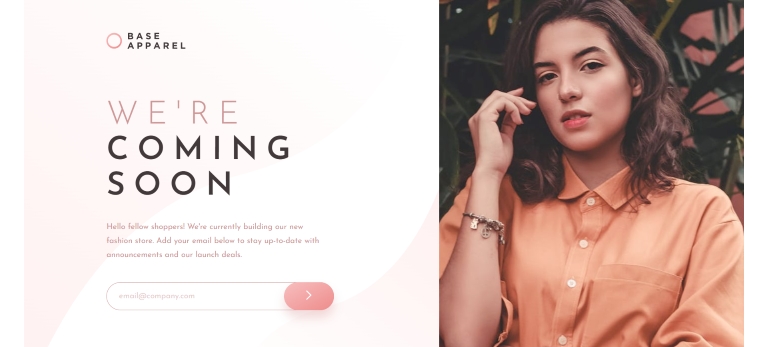 BASE
APPAREL
WE'RE
COMING
SOON
Hello fellow shoppers! We're currently building our new
fashion store. Add your email below to stay up-to-date with
announcements and our launch deals.
email@company.com